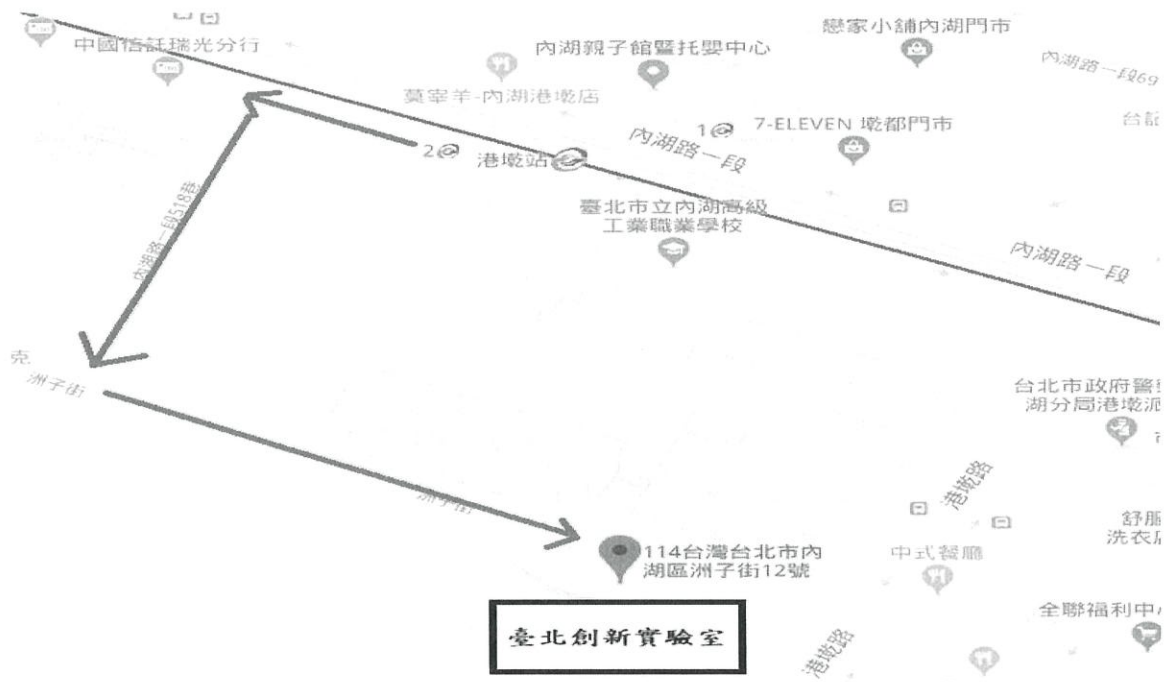 戀家小舖內湖門市
中國信託瑞光分行
內湖親子館暨托嬰中心
內湖路一段69
莫宰羊-內湖港墘店
台記
1
7-ELEVEN 墘都門市
內湖路一段
2
港墘站
臺北市立內湖高級
工業職業學校
內湖路一段
內湖路一段518巷
克
洲子街
台北市政府警
湖分局港墘派
港墘路
洲子街
舒服
洗衣店
114台灣台北市內
湖區洲子街12號
中式餐廳
全聯福利中心
臺北創新實驗室
港墘路